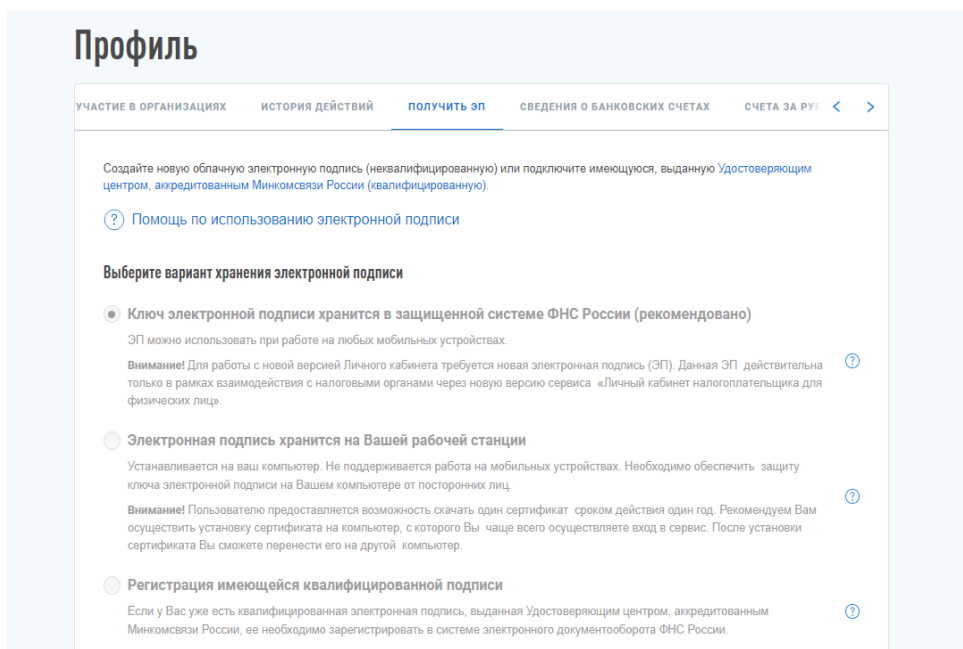 Профиль
УЧАСТИЕ В ОРГАНИЗАЦИЯХ ИСТОРИЯ ДЕЙСТВИЙ ПОЛУЧИТЬ ЭП СВЕДЕНИЯ О БАНКОВСКИХ СЧЕТАХ СЧЕТА ЗА РУБ
Создайте новую облачную электронную подпись (неквалифицированную) или подключите имеющуюся, выданную Удостоверяющим
центром, аккредитованным Минкомсвязи России (квалифицированную).
? Помощь по использованию электронной подписи
Выберите вариант хранения электронной подписи
Ключ электронной подписи хранится в защищенной системе ФНС России (рекомендовано)
ЭП можно использовать при работе на любых мобильных устройствах.
Внимание! Для работы с новой версией Личного кабинета требуется новая электронная подпись (ЭП). Данная ЭП действительна
только в рамках взаимодействия с налоговыми органами через новую версию сервиса «Личный кабинет налогоплательщика для
физических лиц».
?
Электронная подпись хранится на Вашей рабочей станции
Устанавливается на ваш компьютер. Не поддерживается работа на мобильных устройствах. Необходимо обеспечить защиту
ключа электронной подписи на Вашем компьютере от посторонних лиц.
?
Внимание! Пользователю предоставляется возможность скачать один сертификат сроком действия один год. Рекомендуем Вам
осуществить установку сертификата на компьютер, с которого Вы чаще всего осуществляете вход в сервис. После установки
сертификата Вы сможете перенести его на другой компьютер.
Регистрация имеющейся квалифицированной подписи
Если у Вас уже есть квалифицированная электронная подпись, выданная Удостоверяющим центром, аккредитованным
Минкомсвязи России, ее необходимо зарегистрировать в системе электронного документооборота ФНС России.
?